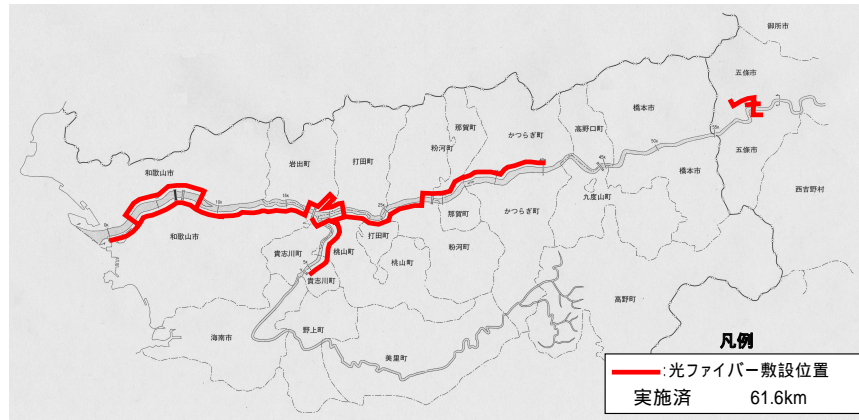 御所市
五條市
橋本市
那賀町
かつらぎ町
高野口町
粉河町
岩出町
打田町
和歌山市
五條市
橋本市
西吉野村
九度山町
かつらぎ町
那賀町
粉河町
和歌山市
打田町
貴志川町
桃山町
桃山町
貴志川町
高野町
海南市
野上町
美里町
凡例
:光ファイバー敷設位置
実施済 61.6km